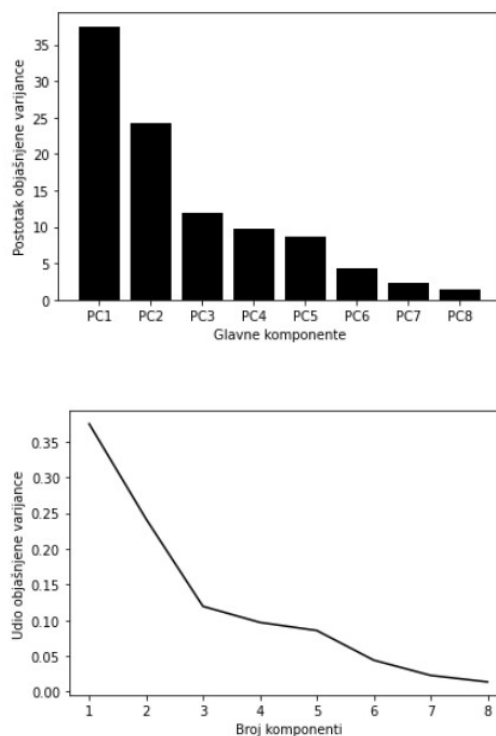 35
30
25
20
15
10
5
0
Postotak objašnjene varijance
PC1 PC2 PC3 PC4 PC5 PC6 PC7 PC8
Glavne komponente
0.35
0.30
0.25
0.20
0.15
0.10
0.05
0.00
Udio objašnjene varijance
1 2 3 4 5 6 7 8
Broj komponenti